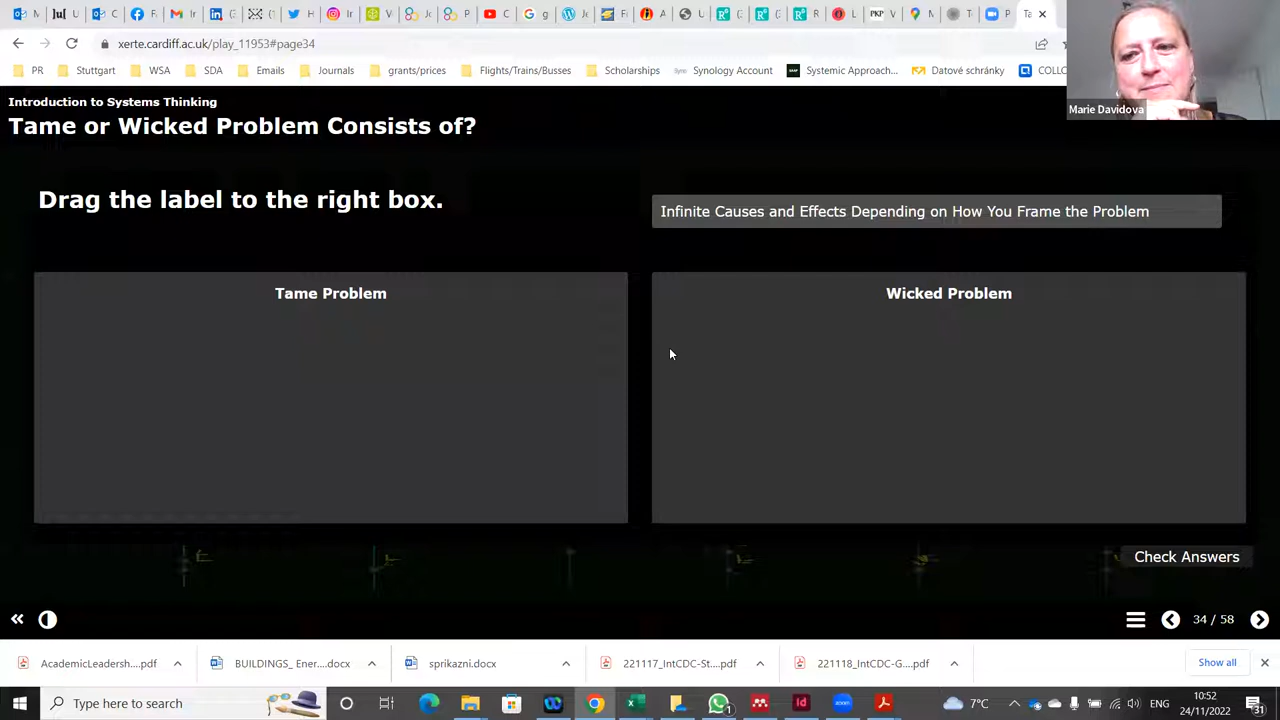 xerte.cardiff.ac.uk/play_11953#page34
PR
Stuttgart
WSA
SDA
Emails
Journals
grants/prices
Flights/Trains/Busses
Scholarships
Synology Account
Systemic Approach...
Datové schránky
Marie Davidova
Introduction to Systems Thinking
Tame or Wicked Problem Consists of?
Drag the label to the right box.
Infinite Causes and Effects Depending on How You Frame the Problem
Tame Problem
Wicked Problem
Check Answers
34 / 58
AcademicLeadersh....pdf
BUILDINGS_ Ener....docx
sprikazni.docx
221117_IntCDC-St....pdf
221118_IntCDC-G....pdf
Show all
Type here to search
1
7°C
ENG
10:52
24/11/2022
31